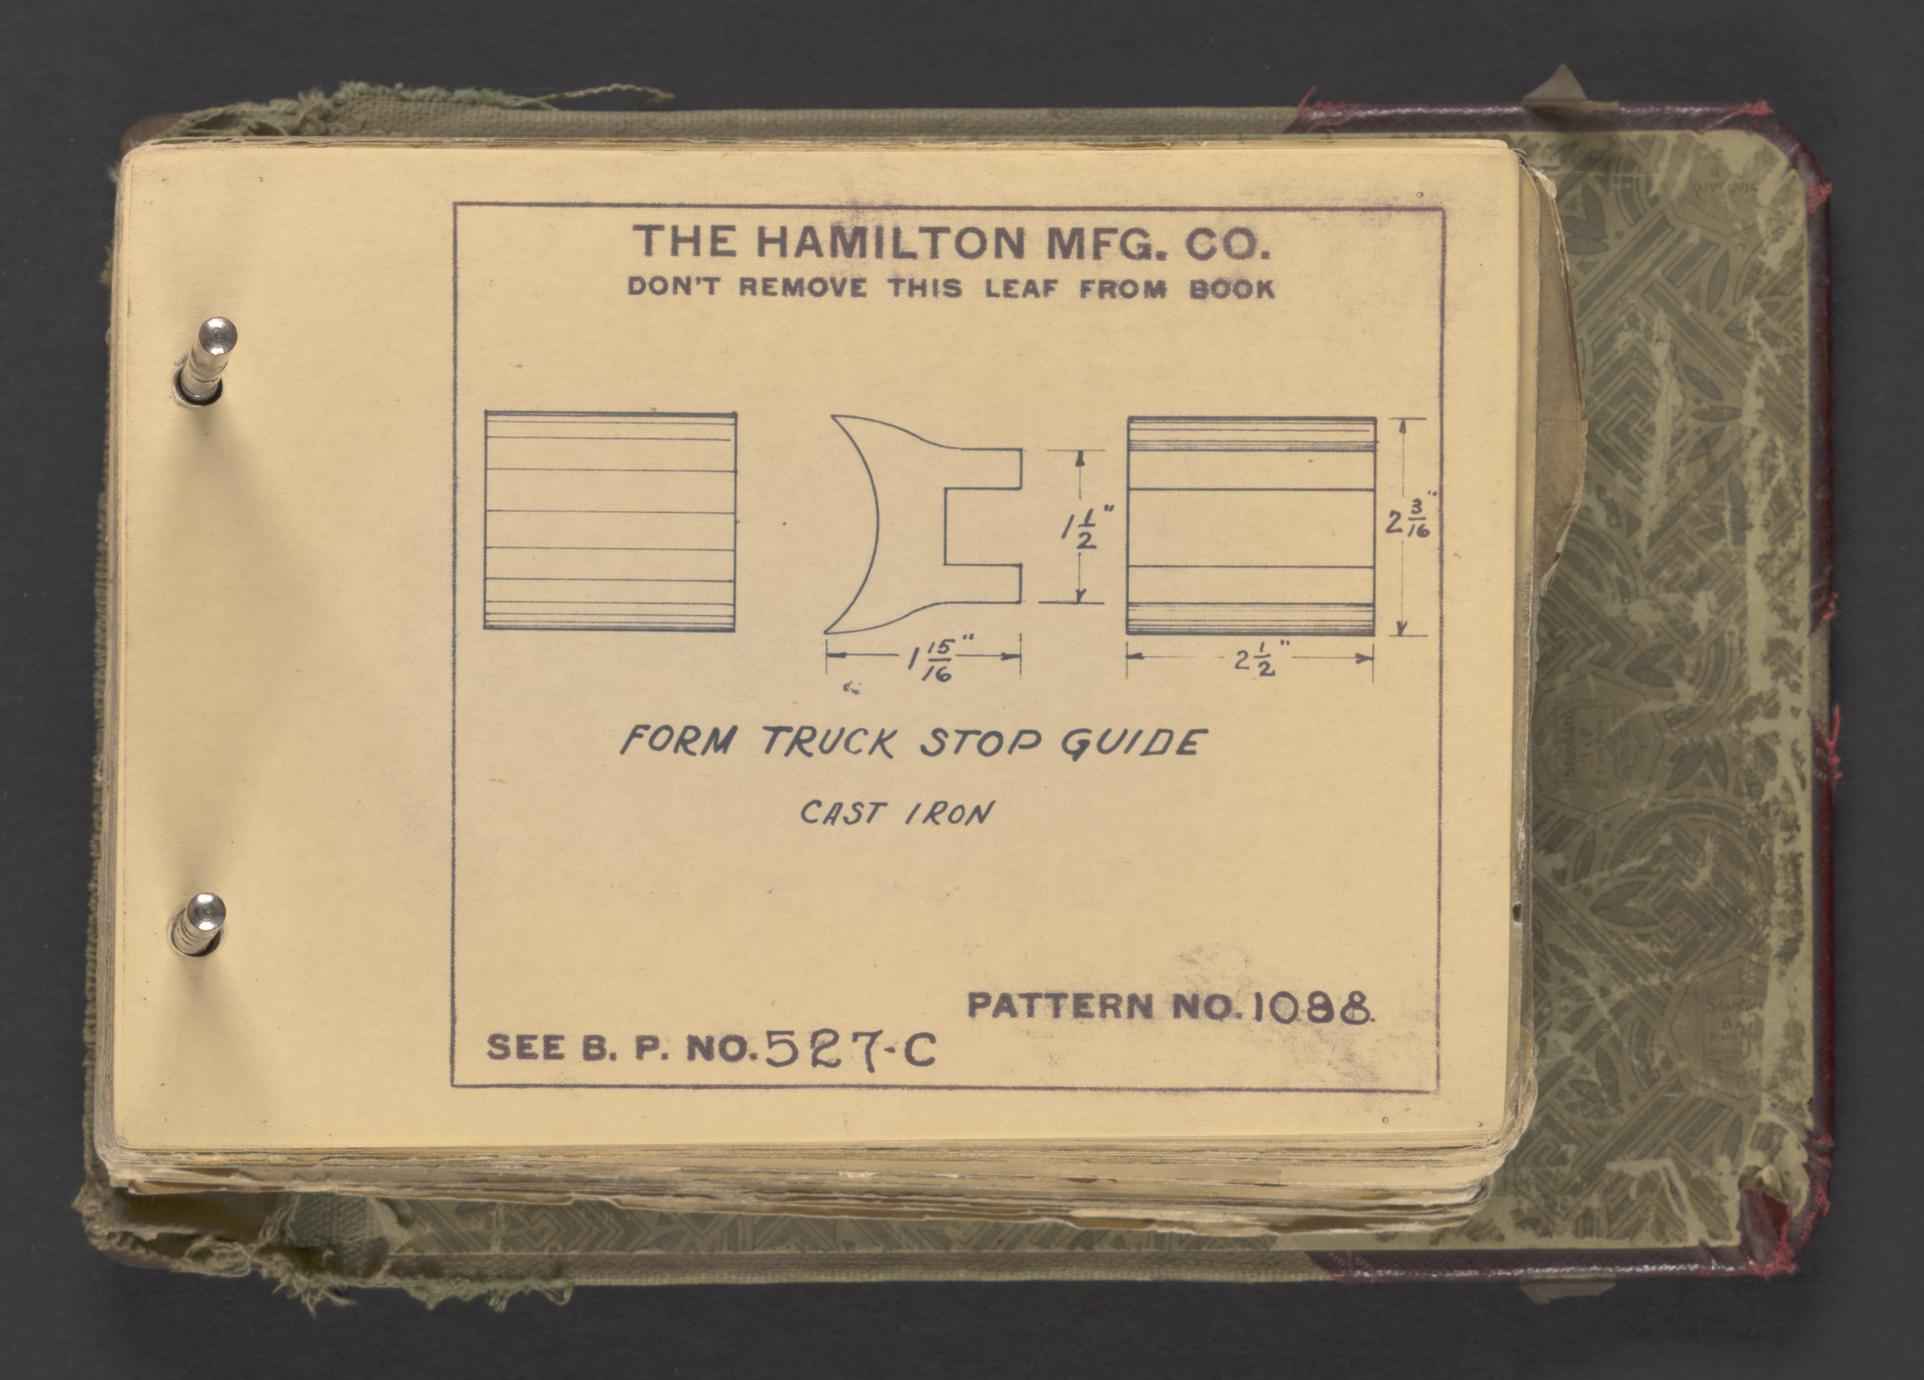 THE HAMILTON MFG. CO.
DON'T REMOVE THIS LEAF FROM BOOK
1 1/2"
2 3/16"
1 15/16"
2 1/2"
FORM TRUCK STOP GUIDE
CAST IRON
PATTERN NO. 1088.
SEE B. P. NO. 527-C